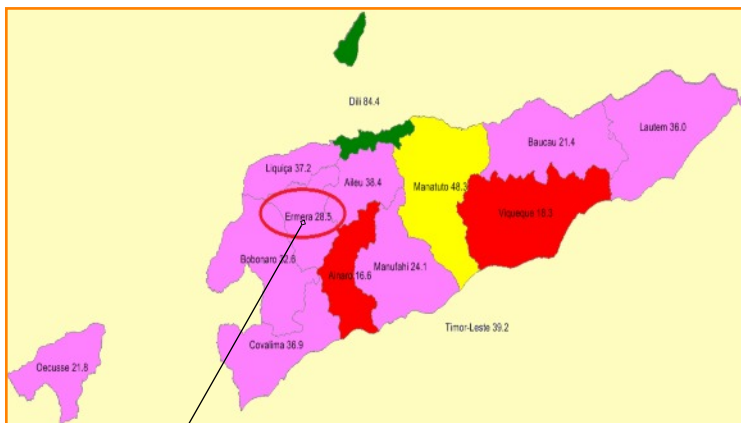 Dili 84.4
Lautem 36.0
Baucau 21.4
Liquiça 37.2
Aileu 38.4
Manatuto 48.3
Viqueque 18.3
Ermera 28.5
Bobonaro 32.6
Manufahi 24.1
Ainaro 16.6
Timor-Leste 39.2
Covalima 36.9
Oecusse 21.8